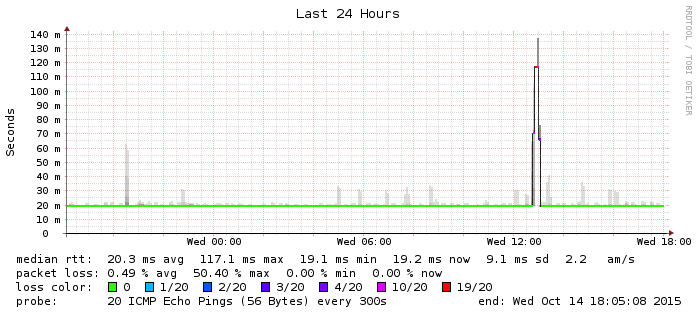 Last 24 Hours
RRDTOOL / TOBI OETIKER
Seconds
140 m
130 m
120 m
110 m
100 m
90 m
80 m
70 m
60 m
50 m
40 m
30 m
20 m
10 m
0
Wed 00:00 Wed 06:00 Wed 12:00 Wed 18:00
median rtt: 20.3 ms avg 117.1 ms max 19.1 ms min 19.2 ms now 9.1 ms sd 2.2 am/s
packet loss: 0.49 % avg 50.40 % max 0.00 % min 0.00 % now
loss color: 0 1/20 2/20 3/20 4/20 10/20 19/20
probe: 20 ICMP Echo Pings (56 Bytes) every 300s end: Wed Oct 14 18:05:08 2015